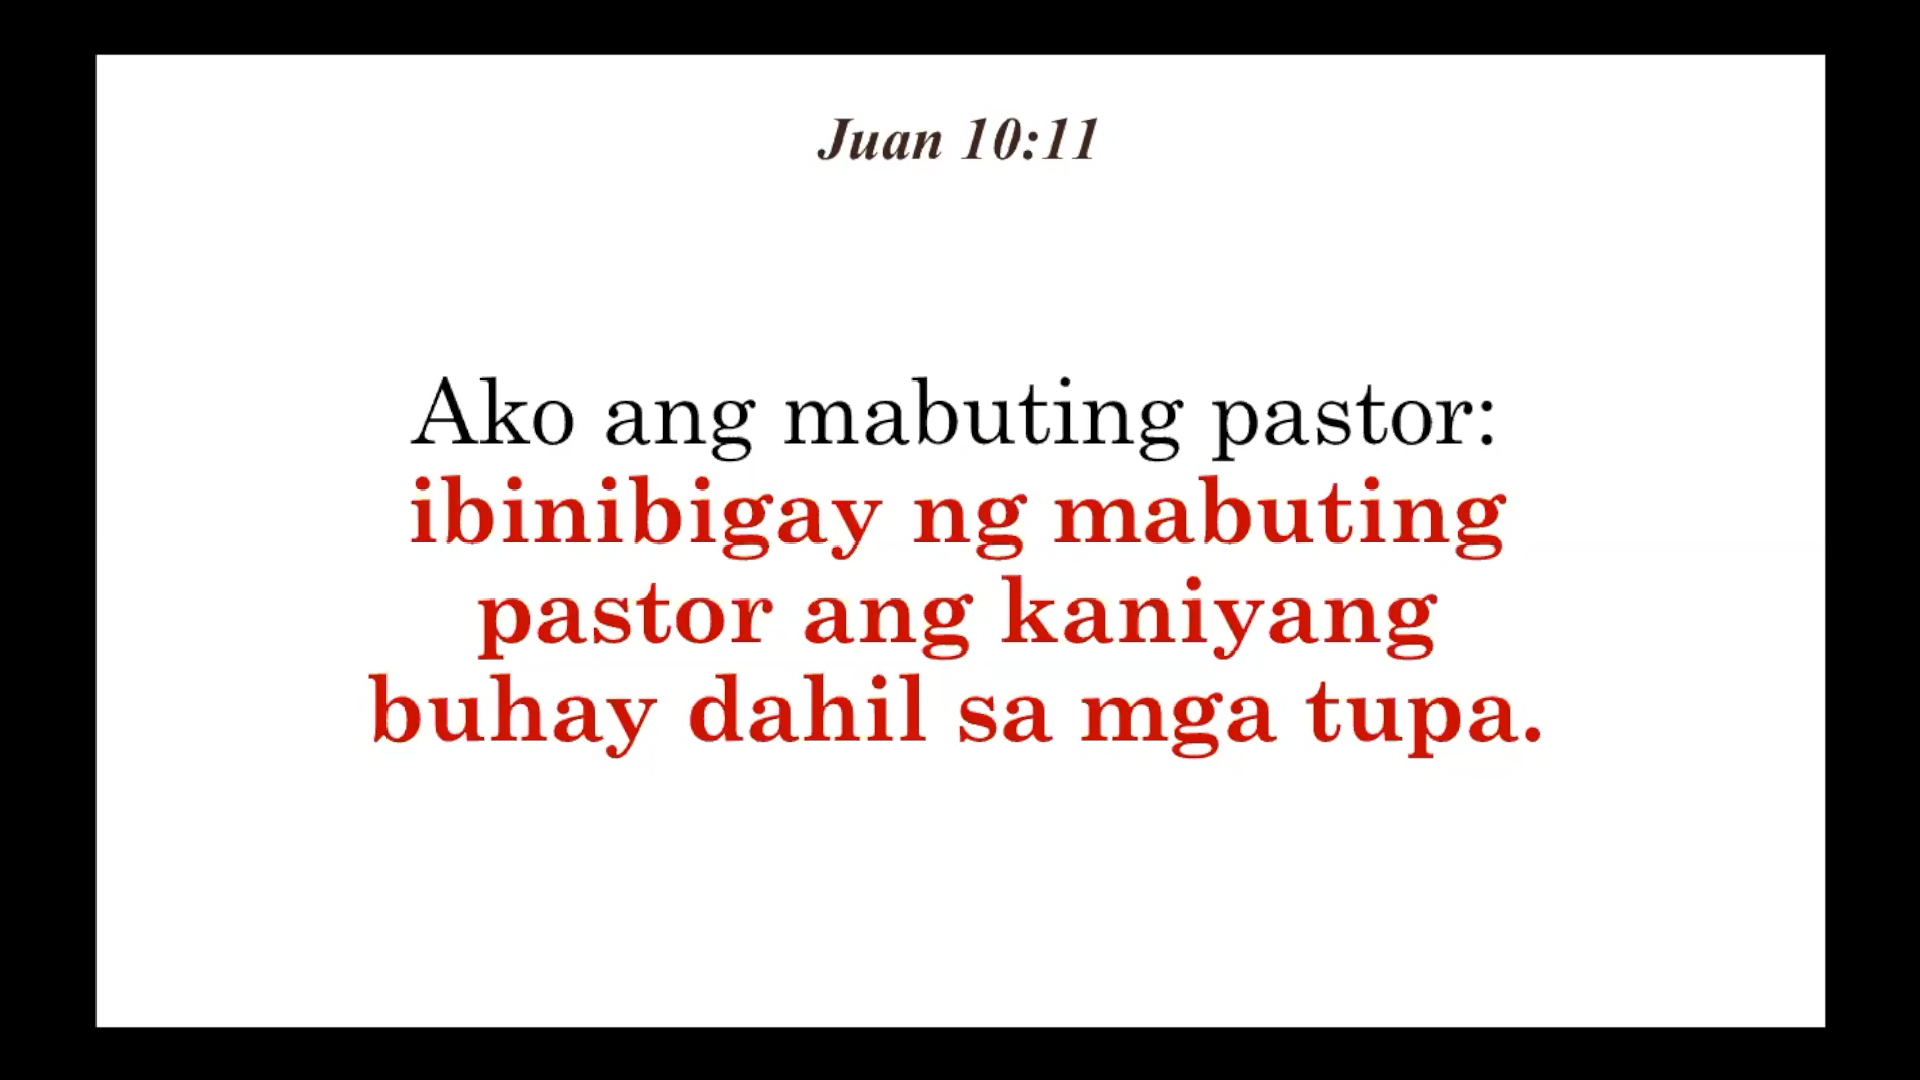 Juan 10:11
Ako ang mabuting pastor:
ibinibigay ng mabuting
pastor ang kaniyang
buhay dahil sa mga tupa.